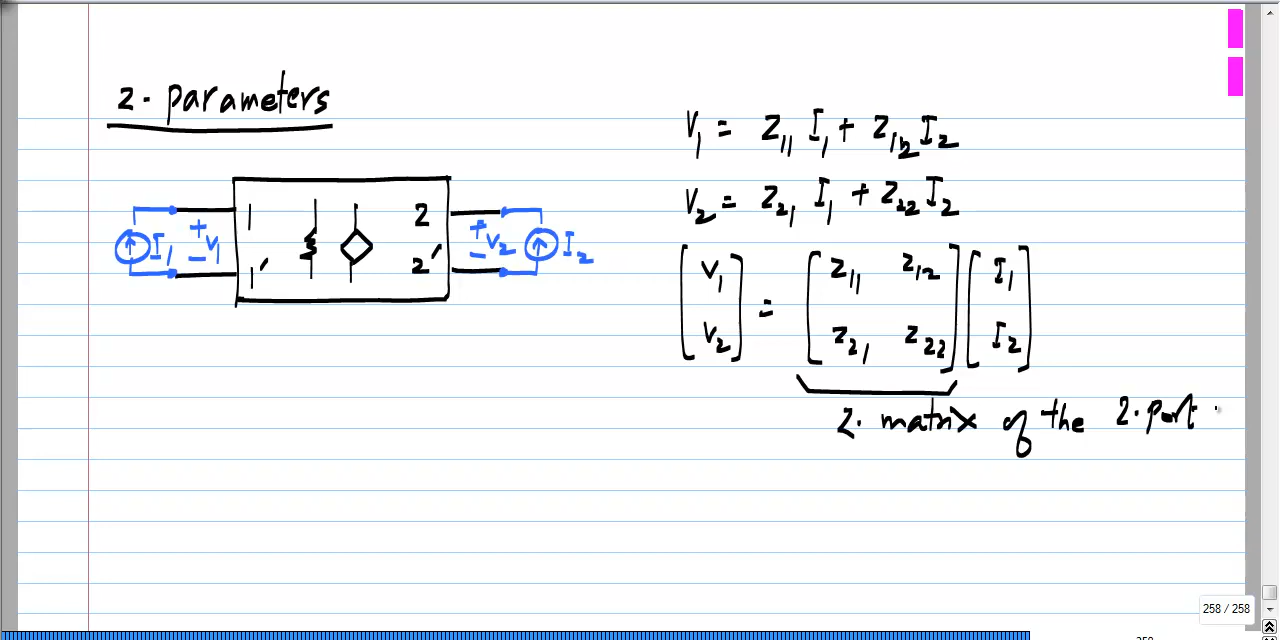 z. parameters
V₁ = Z₁₁ I₁ + Z₁₂ I₂
V₂ = Z₂₁ I₁ + Z₂₂ I₂
1 2
I₁ + V₁ − + V₂ − I₂
1′ 2′
[V₁ V₂] = [Z₁₁ Z₁₂ Z₂₁ Z₂₂] [I₁ I₂]
Z. matrix of the 2.port
258 / 258